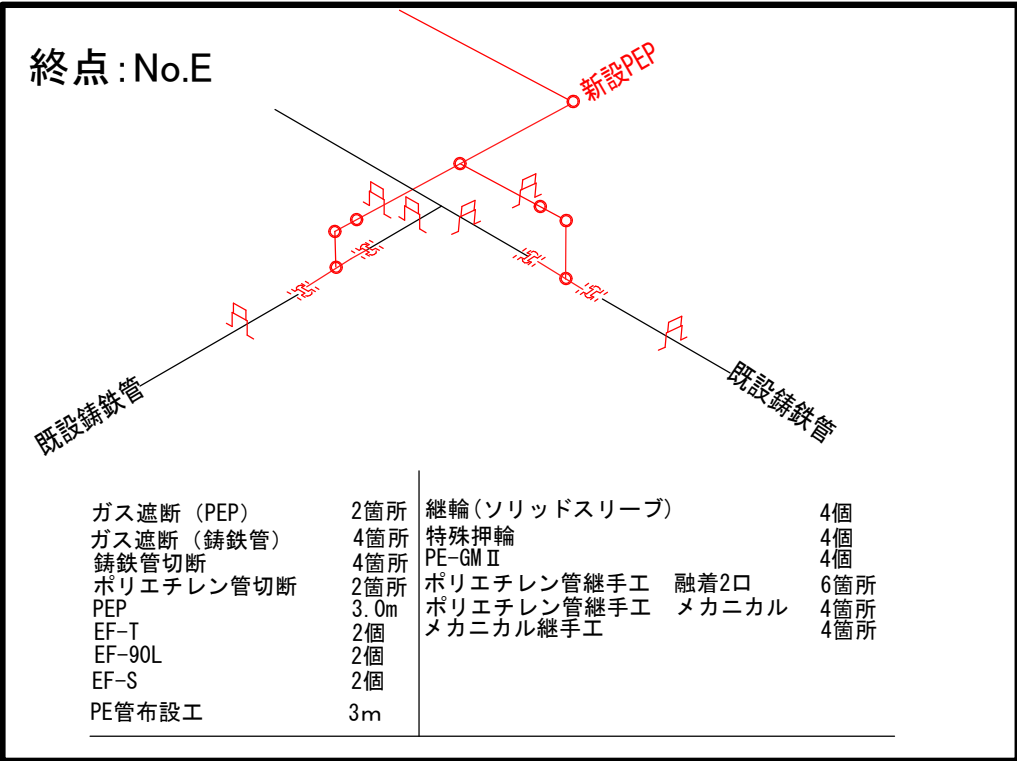 終点:No.E
新設PEP
既設鋳鉄管
既設鋳鉄管
ガス遮断（PEP） 2箇所
ガス遮断（鋳鉄管） 4箇所
鋳鉄管切断 4箇所
ポリエチレン管切断 2箇所
PEP 3.0m
EF-T 2個
EF-90L 2個
EF-S 2個
PE管布設工 3m
継輪(ソリッドスリーブ) 4個
特殊押輪 4個
PE-GMⅡ 4個
ポリエチレン管継手工 融着2口 6箇所
ポリエチレン管継手工 メカニカル 4箇所
メカニカル継手工 4箇所